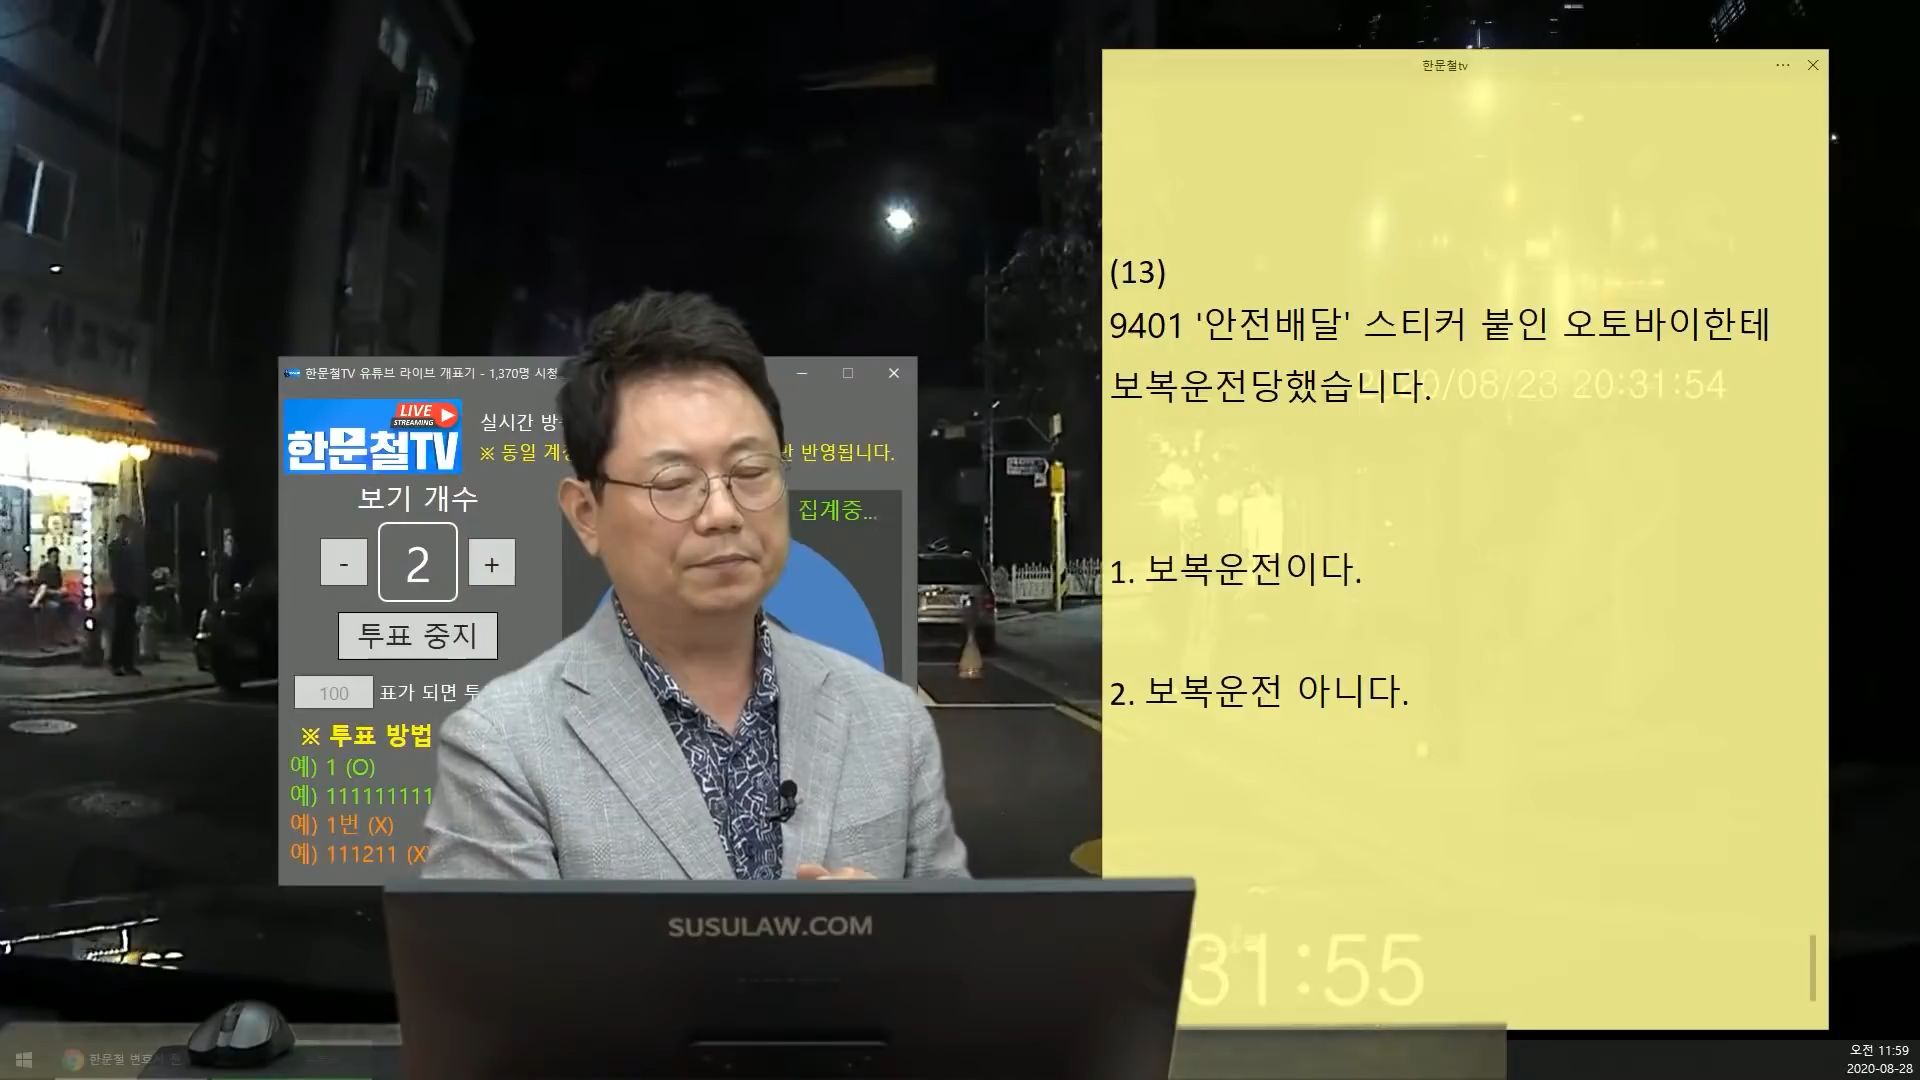 한문철tv
(13)
9401 '안전배달' 스티커 붙인 오토바이한테
보복운전당했습니다.
2020/08/23 20:31:54
1. 보복운전이다.
2. 보복운전 아니다.
31:55
한문철TV 유튜브 라이브 개표기 - 1,370명 시청
LIVE
STREAMING
한문철TV
실시간
※ 동일
반영됩니다.
보기 개수
-
2
+
집계중...
투표 중지
100 표가 되면
※ 투표 방법
예) 1 (O)
예) 111111111
예) 1번 (X)
예) 111211 (X)
SUSULAW.COM
한문철
오전 11:59
2020-08-28